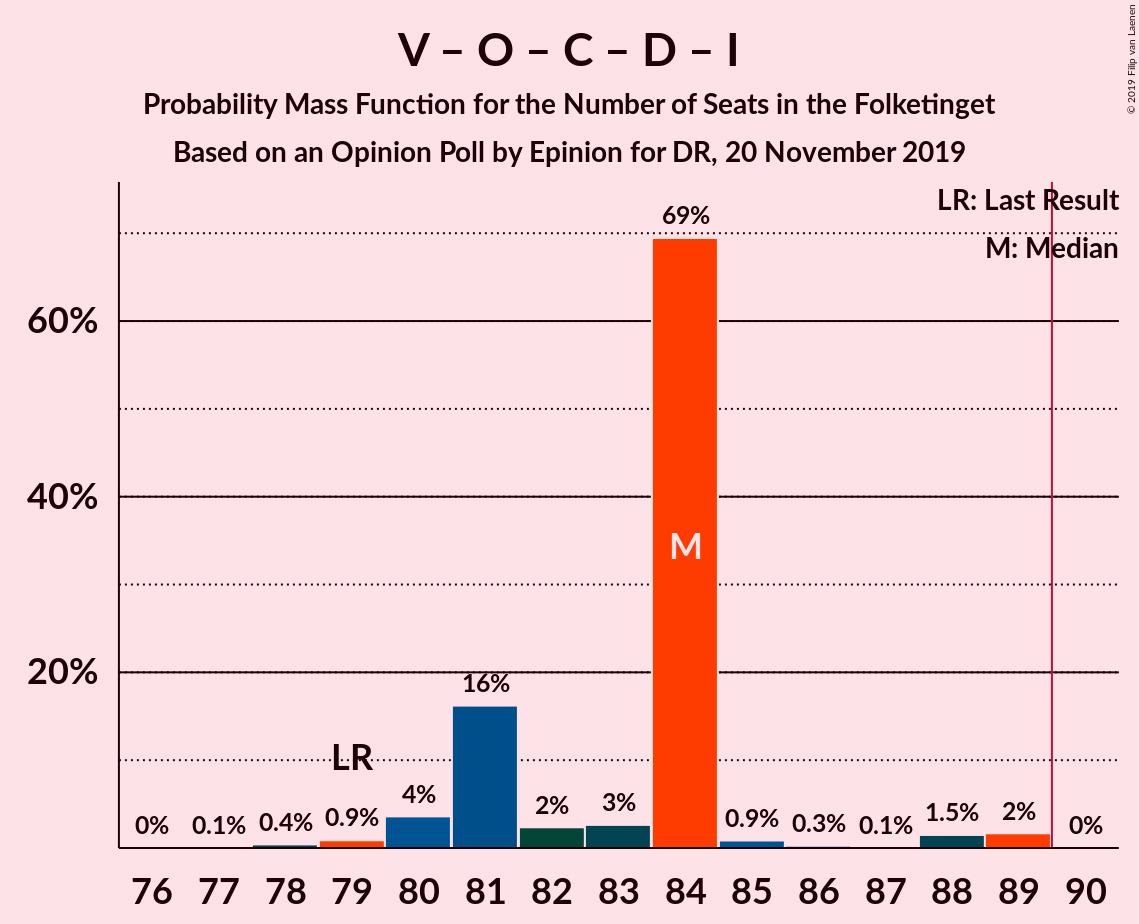 V – O – C – D – I
Probability Mass Function for the Number of Seats in the Folketinget
Based on an Opinion Poll by Epinion for DR, 20 November 2019
© 2019 Filip van Laenen
LR: Last Result
M: Median
60%
40%
20%
0%
0.1%
0.4%
0.9%
4%
16%
2%
3%
69%
0.9%
0.3%
0.1%
1.5%
2%
0%
LR
M
76 77 78 79 80 81 82 83 84 85 86 87 88 89 90